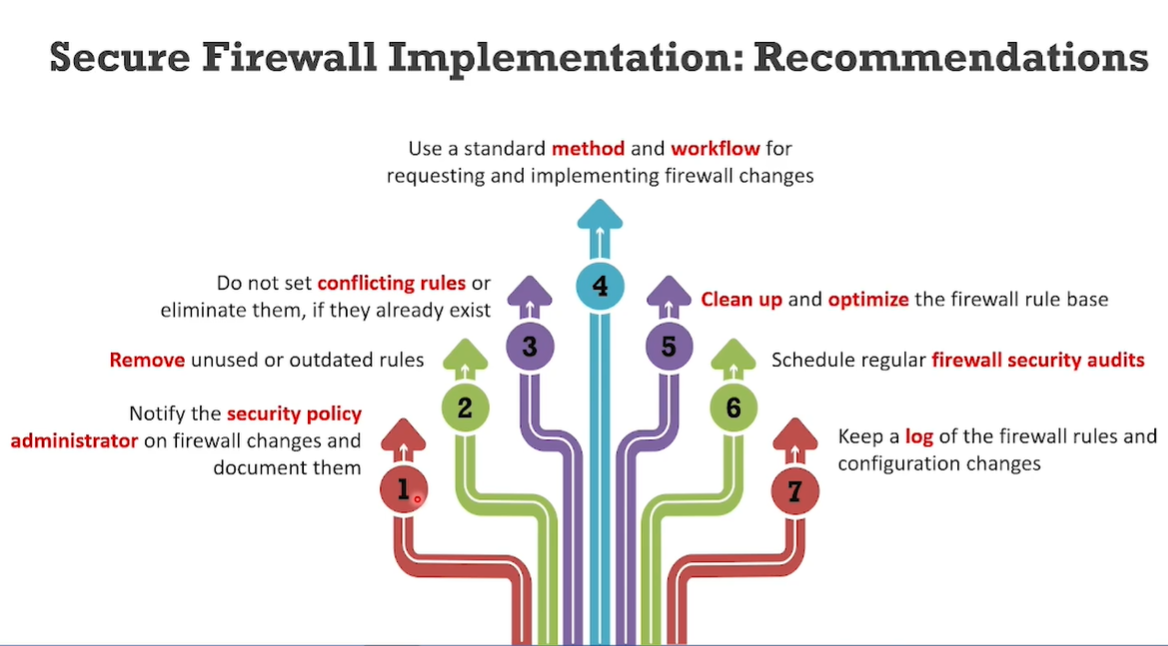 Secure Firewall Implementation: Recommendations
Use a standard method and workflow for
requesting and implementing firewall changes
4
Do not set conflicting rules or
eliminate them, if they already exist
3
5
Clean up and optimize the firewall rule base
Remove unused or outdated rules
2
6
Schedule regular firewall security audits
Notify the security policy
administrator on firewall changes and
document them
1
7
Keep a log of the firewall rules and
configuration changes